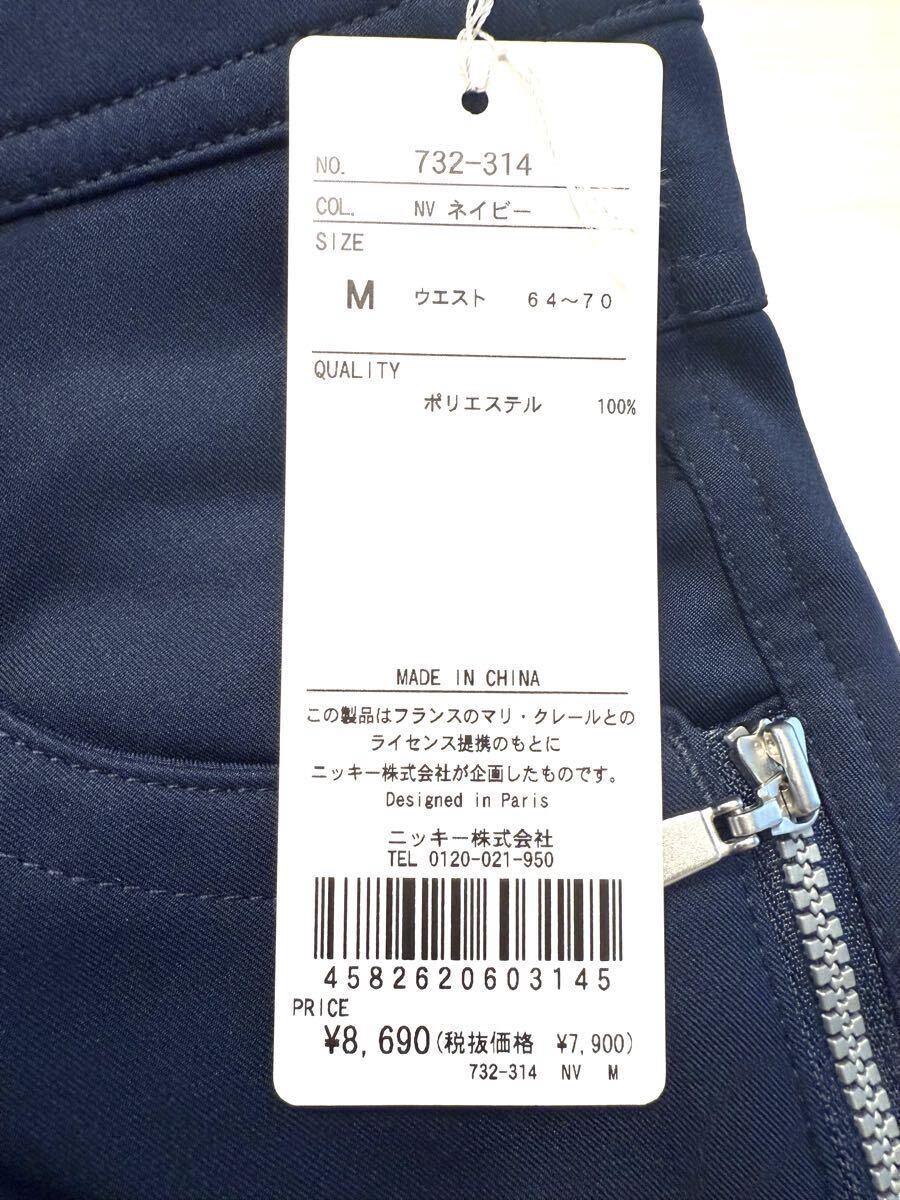 NO. 732-314
COL. NV ネイビー
SIZE
M ウエスト 64～70
QUALITY
ポリエステル 100%
MADE IN CHINA
この製品はフランスのマリ・クレールとの
ライセンス提携のもとに
ニッキー株式会社が企画したものです。
Designed in Paris
ニッキー株式会社
TEL 0120-021-950
4582620603145
PRICE
¥8,690(税抜価格 ¥7,900)
732-314 NV M